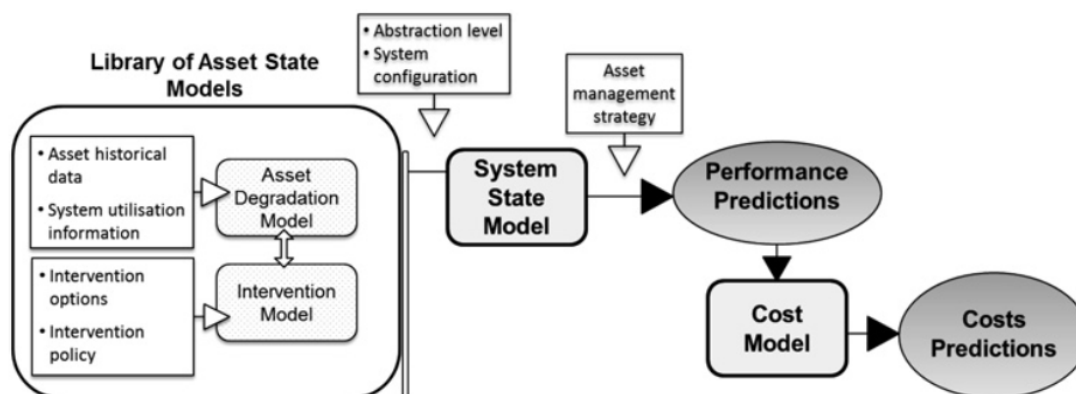 Library of Asset State
Models
• Asset historical
data
• System utilisation
information
Asset
Degradation
Model
• Intervention
options
• Intervention
policy
Intervention
Model
• Abstraction level
• System
configuration
System
State
Model
Asset
management
strategy
Performance
Predictions
Cost
Model
Costs
Predictions